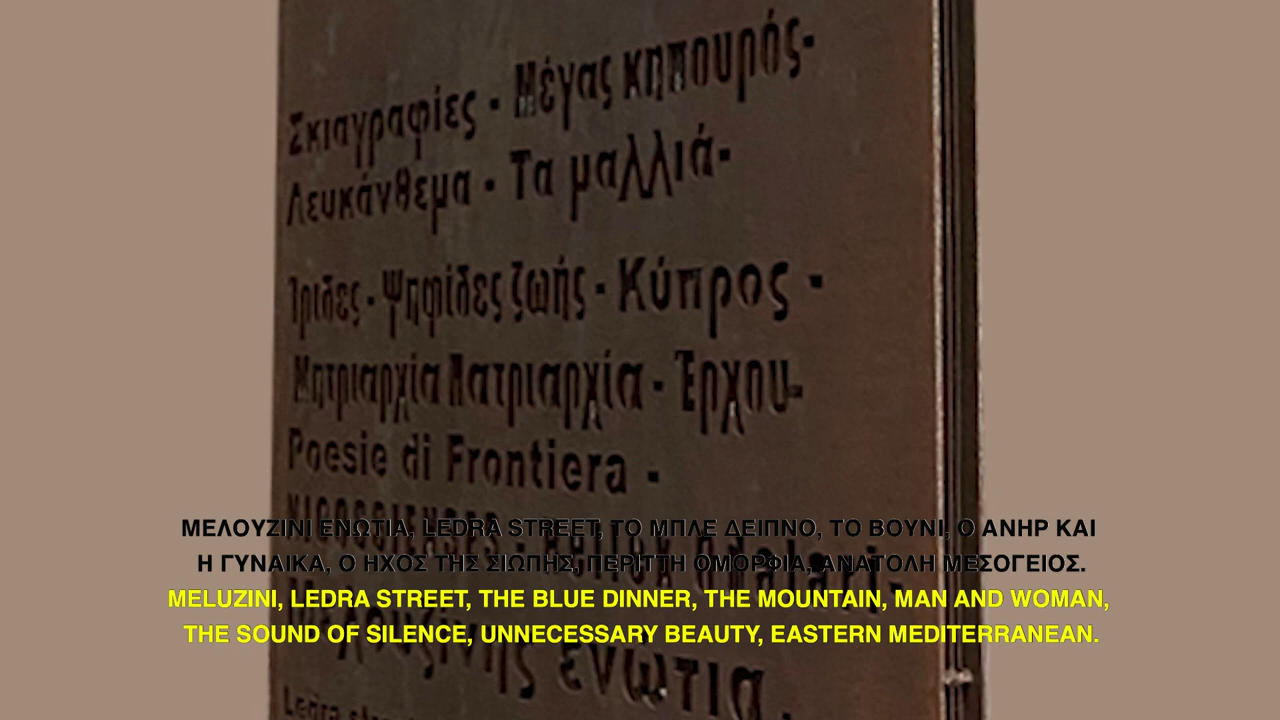 Σκιαγραφίες - Μέγας κηπουρός-
Λευκάνθεμα - Τα μαλλιά-
Ίριδες - Ψηφίδες ζωής - Κύπρος -
Μητριαρχία Πατριαρχία - Έρχου-
Poesie di Frontiera -
ΜΕΛΟΥΖΙΝΙ ΕΝΩΤΙΑ, LEDRA STREET, ΤΟ ΜΠΛΕ ΔΕΙΠΝΟ, ΤΟ ΒΟΥΝΙ, Ο ΑΝΗΡ ΚΑΙ
Η ΓΥΝΑΙΚΑ, Ο ΗΧΟΣ ΤΗΣ ΣΙΩΠΗΣ, ΠΕΡΙΤΤΗ ΟΜΟΡΦΙΑ, ΑΝΑΤΟΛΗ ΜΕΣΟΓΕΙΟΣ.
MELUZINI, LEDRA STREET, THE BLUE DINNER, THE MOUNTAIN, MAN AND WOMAN,
THE SOUND OF SILENCE, UNNECESSARY BEAUTY, EASTERN MEDITERRANEAN.
ενώτια -
Ledra